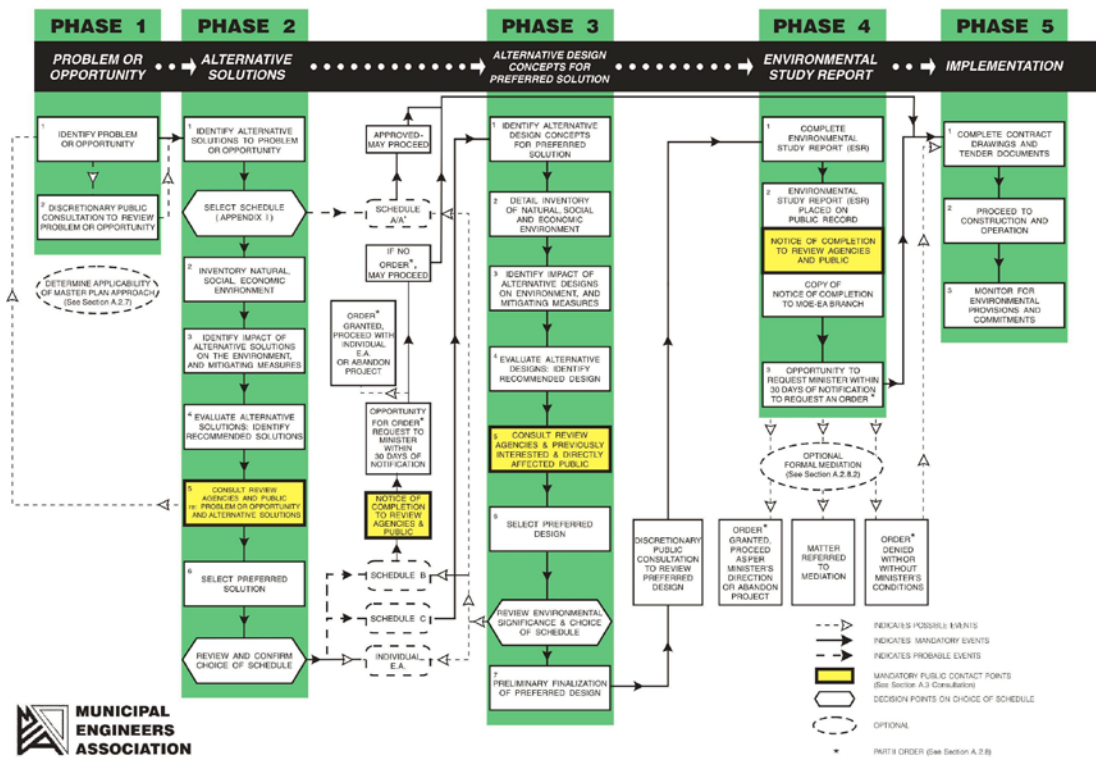 PHASE 1
PROBLEM OR
OPPORTUNITY
1
IDENTIFY PROBLEM
OR OPPORTUNITY
2
DISCRETIONARY PUBLIC
CONSULTATION TO REVIEW
PROBLEM OR OPPORTUNITY
DETERMINE APPLICABILITY
OF MASTER PLAN APPROACH
(See Section A.2.7)
PHASE 2
ALTERNATIVE
SOLUTIONS
1
IDENTIFY ALTERNATIVE
SOLUTIONS TO PROBLEM
OR OPPORTUNITY
SELECT SCHEDULE
(APPENDIX I)
2
INVENTORY NATURAL,
SOCIAL, ECONOMIC
ENVIRONMENT
3
IDENTIFY IMPACT OF
ALTERNATIVE SOLUTIONS
ON THE ENVIRONMENT,
AND MITIGATING MEASURES
4
EVALUATE ALTERNATIVE
SOLUTIONS: IDENTIFY
RECOMMENDED SOLUTIONS
5
CONSULT REVIEW
AGENCIES AND PUBLIC
re: PROBLEM OR OPPORTUNITY
AND ALTERNATIVE SOLUTIONS
6
SELECT PREFERRED
SOLUTION
REVIEW AND CONFIRM
CHOICE OF SCHEDULE
APPROVED-
MAY PROCEED
SCHEDULE
A/A+
IF NO
ORDER*,
MAY PROCEED
ORDER*
GRANTED,
PROCEED WITH
INDIVIDUAL
E.A.
OR ABANDON
PROJECT
OPPORTUNITY
FOR ORDER*
REQUEST TO
MINISTER
WITHIN
30 DAYS OF
NOTIFICATION
NOTICE OF
COMPLETION
TO REVIEW
AGENCIES &
PUBLIC
SCHEDULE B
SCHEDULE C
INDIVIDUAL
E.A.
PHASE 3
ALTERNATIVE DESIGN
CONCEPTS FOR
PREFERRED SOLUTION
1
IDENTIFY ALTERNATIVE
DESIGN CONCEPTS
FOR PREFERRED
SOLUTION
2
DETAIL INVENTORY
OF NATURAL, SOCIAL
AND ECONOMIC
ENVIRONMENT
3
IDENTIFY IMPACT OF
ALTERNATIVE DESIGNS
ON ENVIRONMENT, AND
MITIGATING MEASURES
4
EVALUATE ALTERNATIVE
DESIGNS: IDENTIFY
RECOMMENDED DESIGN
5
CONSULT REVIEW
AGENCIES & PREVIOUSLY
INTERESTED & DIRECTLY
AFFECTED PUBLIC
6
SELECT PREFERRED
DESIGN
REVIEW ENVIRONMENTAL
SIGNIFICANCE & CHOICE
OF SCHEDULE
7
PRELIMINARY FINALIZATION
OF PREFERRED DESIGN
DISCRETIONARY
PUBLIC
CONSULTATION
TO REVIEW
PREFERRED
DESIGN
PHASE 4
ENVIRONMENTAL
STUDY REPORT
1
COMPLETE
ENVIRONMENTAL
STUDY REPORT (ESR)
2
ENVIRONMENTAL
STUDY REPORT (ESR)
PLACED ON
PUBLIC RECORD
NOTICE OF COMPLETION
TO REVIEW AGENCIES
AND PUBLIC
COPY OF
NOTICE OF COMPLETION
TO MOE-EA BRANCH
3
OPPORTUNITY TO
REQUEST MINISTER WITHIN
30 DAYS OF NOTIFICATION
TO REQUEST AN ORDER*
OPTIONAL
FORMAL MEDIATION
(See Section A.2.8.2)
ORDER*
GRANTED,
PROCEED AS PER
MINISTER'S
DIRECTION
OR ABANDON
PROJECT
MATTER
REFERRED
TO
MEDIATION
ORDER*
DENIED WITH OR
WITHOUT
MINISTER'S
CONDITIONS
PHASE 5
IMPLEMENTATION
1
COMPLETE CONTRACT
DRAWINGS AND
TENDER DOCUMENTS
2
PROCEED TO
CONSTRUCTION AND
OPERATION
3
MONITOR FOR
ENVIRONMENTAL
PROVISIONS AND
COMMITMENTS
INDICATES POSSIBLE EVENTS
INDICATES MANDATORY EVENTS
INDICATES PROBABLE EVENTS
MANDATORY PUBLIC CONTACT POINTS
(See Section A.3 Consultation)
DECISION POINTS ON CHOICE OF SCHEDULE
OPTIONAL
* PART II ORDER (See Section A.2.8)
MUNICIPAL
ENGINEERS
ASSOCIATION